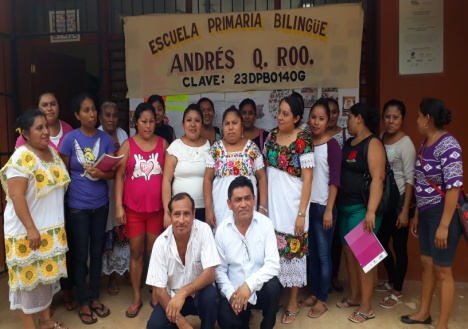 ESCUELA PRIMARIA BILINGÜE
ANDRÉS Q. ROO.
CLAVE: 23DPB0140G